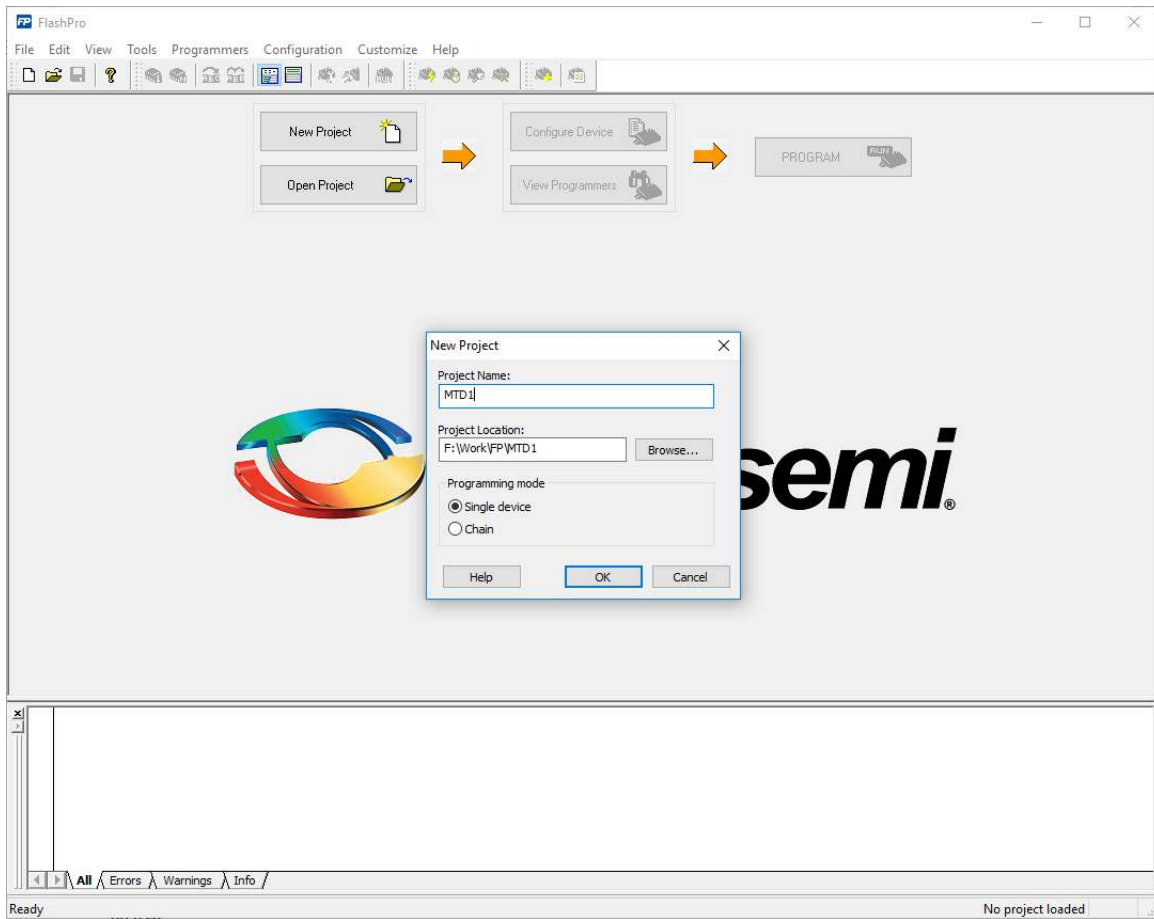 FP FlashPro
File Edit View Tools Programmers Configuration Customize Help
New Project
Configure Device
RUN
PROGRAM
Open Project
View Programmers
New Project
Project Name:
MTD1
Project Location:
F:\Work\FP\MTD1
Browse...
semi®
Programming mode
Single device
Chain
Help OK Cancel
All Errors Warnings Info
Ready No project loaded